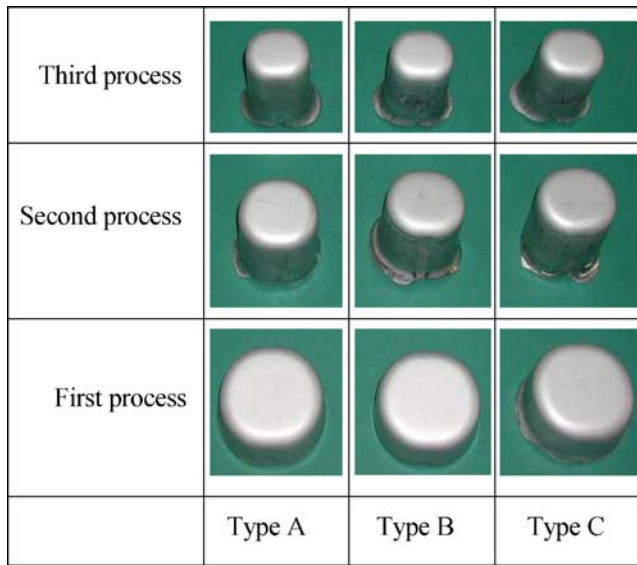 Third process
Second process
First process
Type A
Type B
Type C